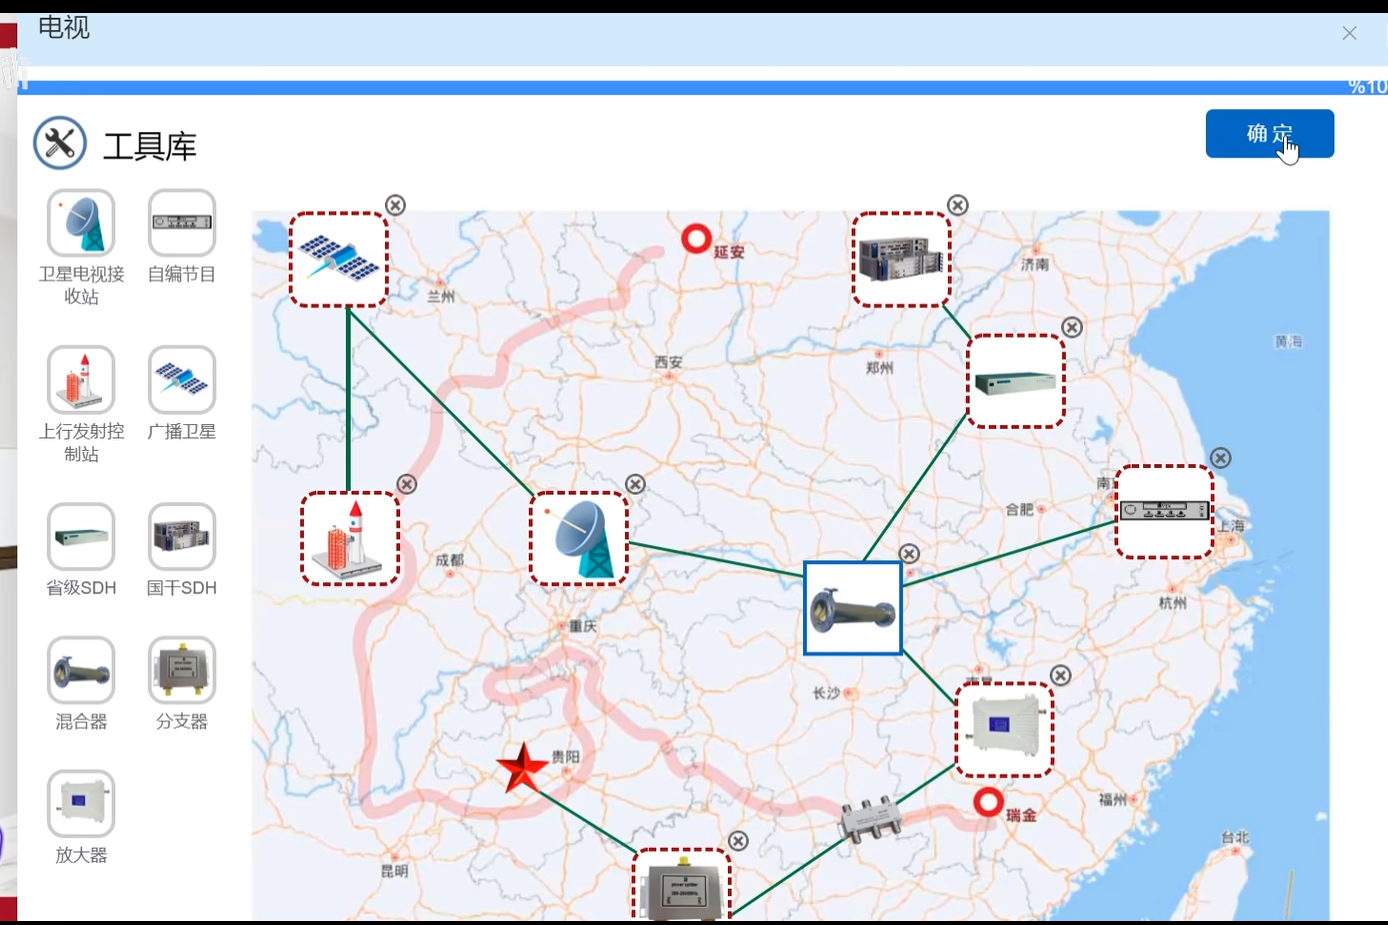 电视
%10
工具库
确定
卫星电视接
收站
自编节目
上行发射控
制站
广播卫星
省级SDH
国干SDH
混合器
分支器
放大器
延安
济南
兰州
黄海
西安
郑州
合肥
上海
成都
杭州
重庆
长沙
贵阳
瑞金
福州
台北
昆明